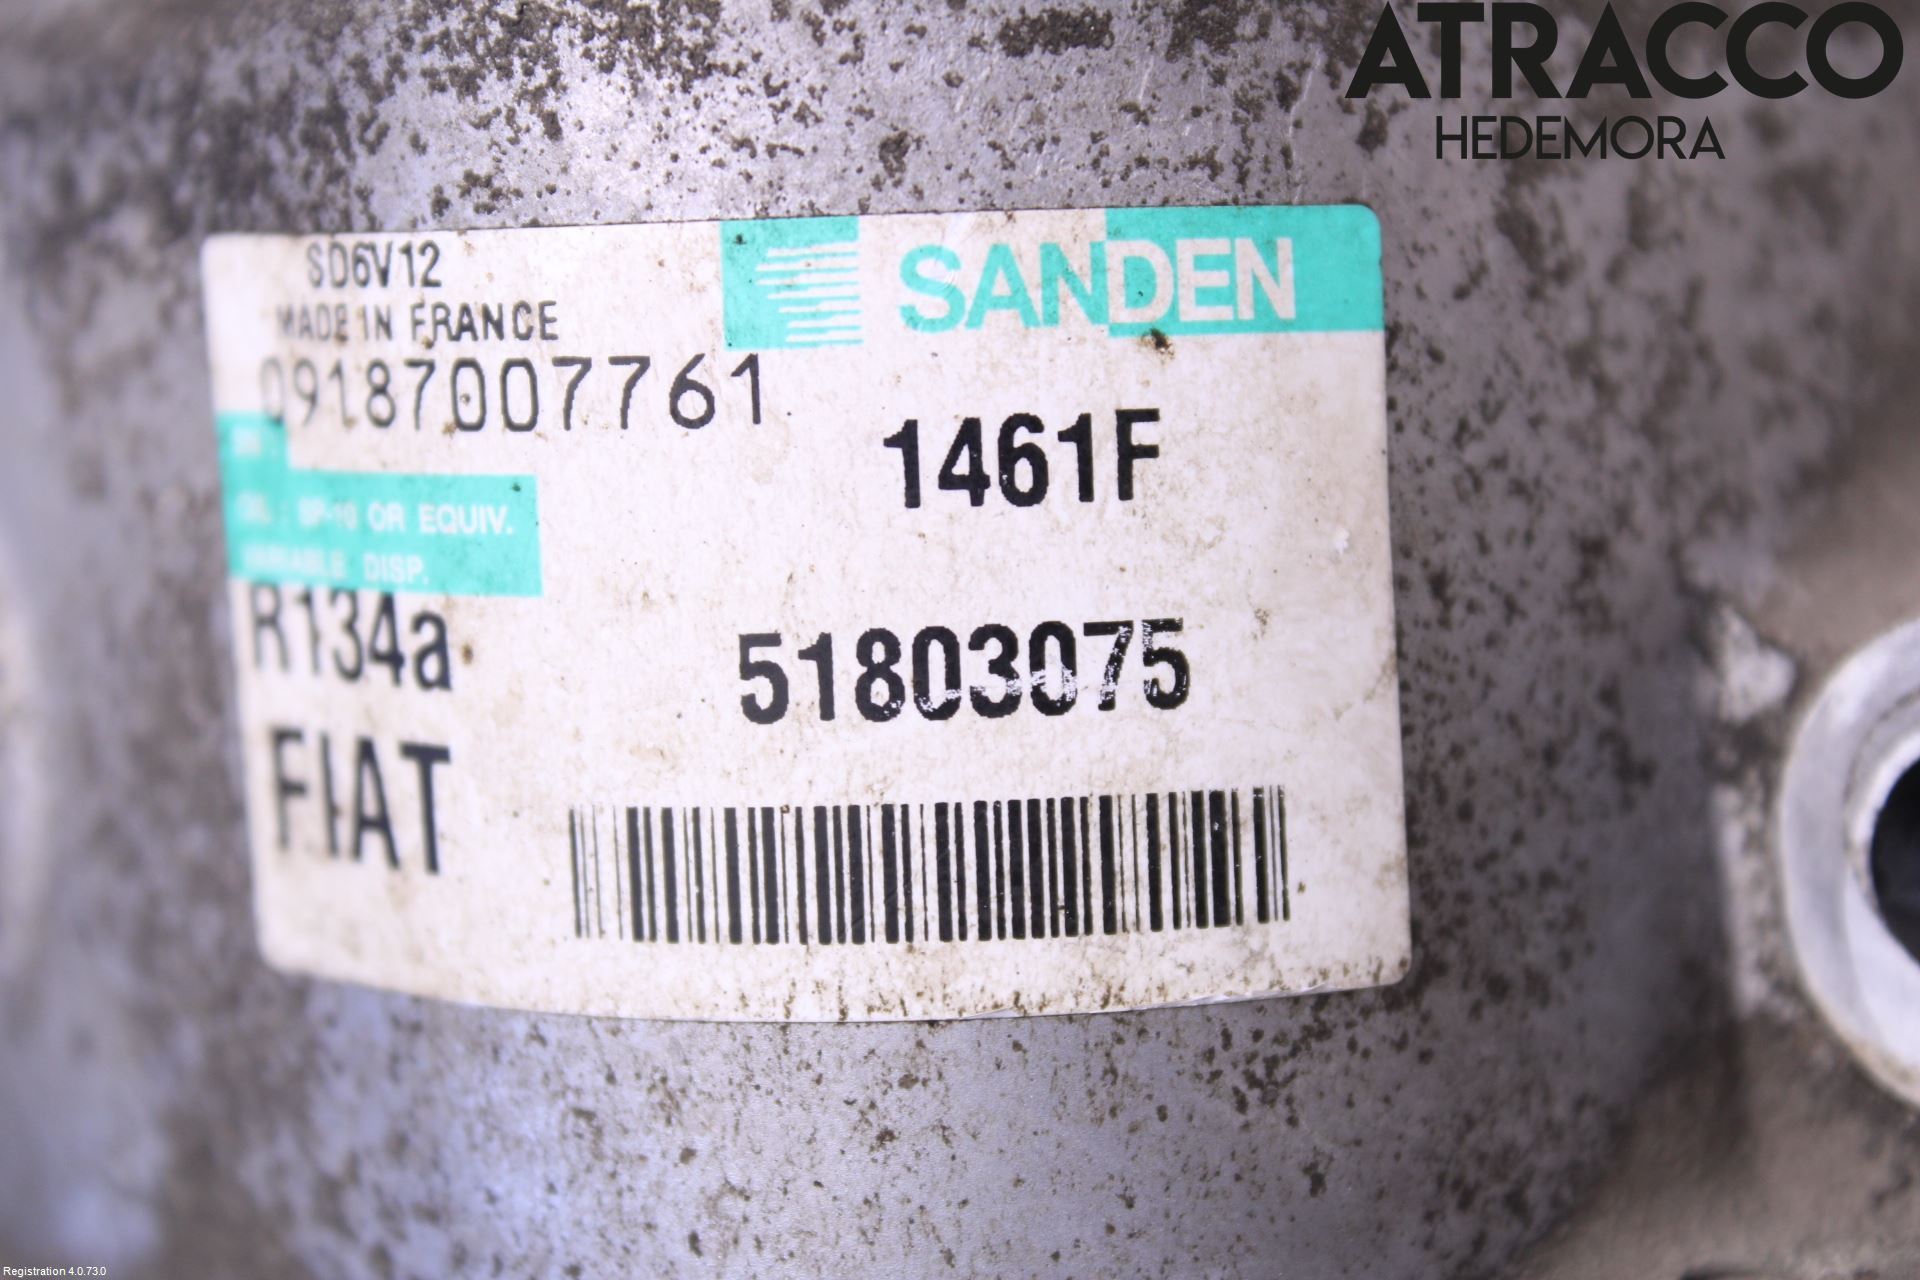 ATRACCO
HEDEMORA
SD6V12
SANDEN
MADE IN FRANCE
09187007761
1461F
OIL : SP-10 OR EQUIV.
VARIABLE DISP.
R134a
51803075
FIAT
Registration 4.0.73.0